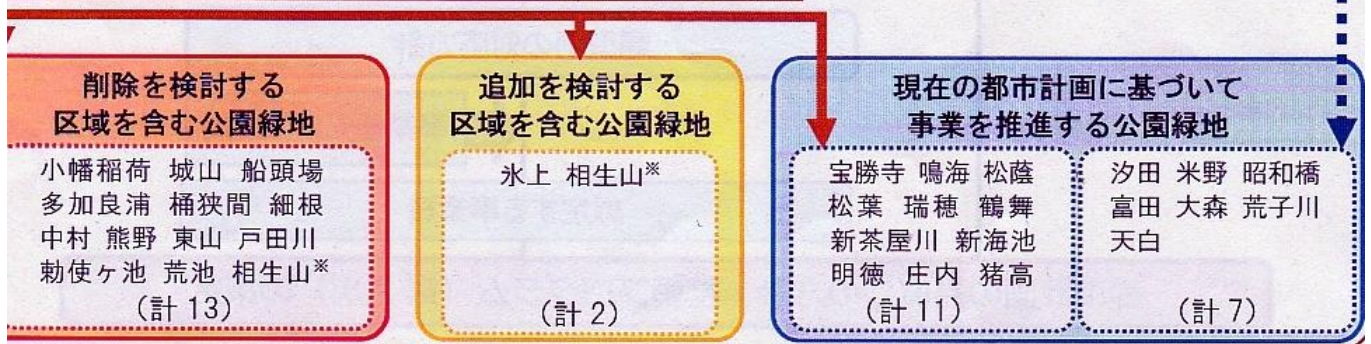 削除を検討する
区域を含む公園緑地
小幡稲荷 城山 船頭場
多加良浦 桶狭間 細根
中村 熊野 東山 戸田川
勅使ヶ池 荒池 相生山※
(計 13)
追加を検討する
区域を含む公園緑地
氷上 相生山※
(計 2)
現在の都市計画に基づいて
事業を推進する公園緑地
宝勝寺 鳴海 松蔭
松葉 瑞穂 鶴舞
新茶屋川 新海池
明徳 庄内 猪高
(計 11)
汐田 米野 昭和橋
富田 大森 荒子川
天白
(計 7)